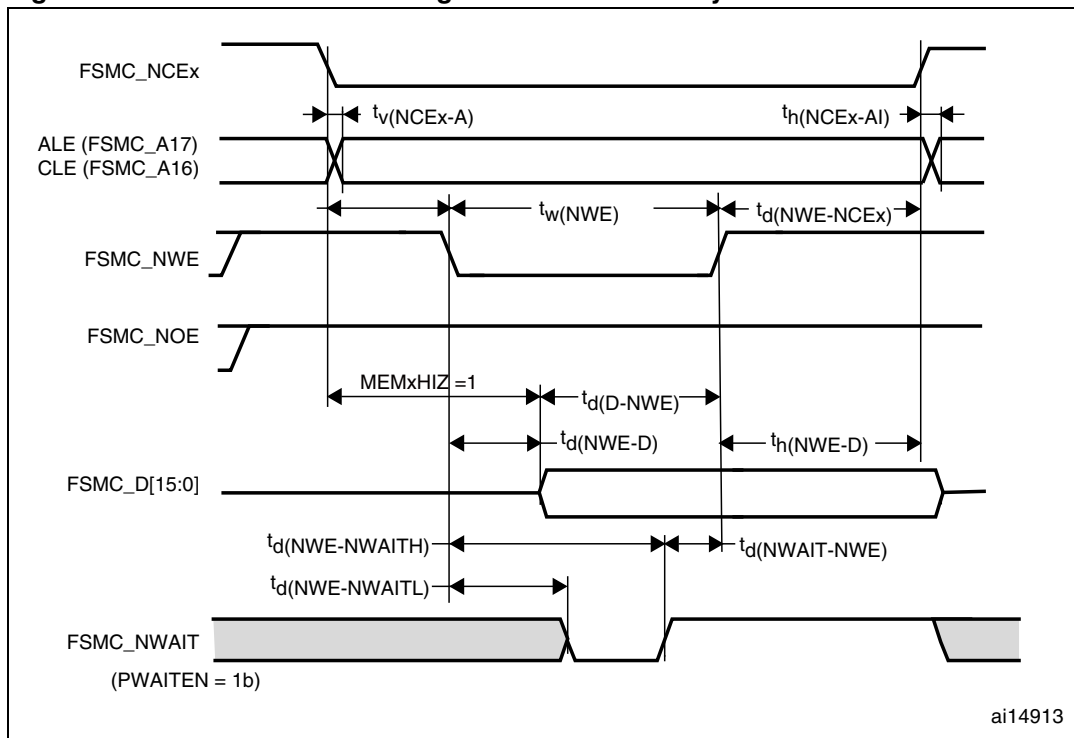 FSMC_NCEx
tv(NCEx-A)
th(NCEx-AI)
ALE (FSMC_A17)
CLE (FSMC_A16)
tw(NWE)
td(NWE-NCEx)
FSMC_NWE
FSMC_NOE
MEMxHIZ =1
td(D-NWE)
td(NWE-D)
th(NWE-D)
FSMC_D[15:0]
td(NWE-NWAITH)
td(NWAIT-NWE)
td(NWE-NWAITL)
FSMC_NWAIT
(PWAITEN = 1b)
ai14913